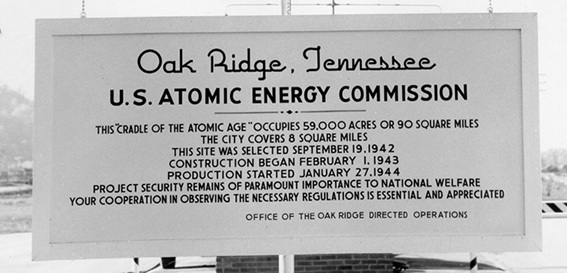 Oak Ridge, Tennessee
U.S. ATOMIC ENERGY COMMISSION
THIS "CRADLE OF THE ATOMIC AGE" OCCUPIES 59,000 ACRES OR 90 SQUARE MILES
THE CITY COVERS 8 SQUARE MILES
THIS SITE WAS SELECTED SEPTEMBER 19, 1942
CONSTRUCTION BEGAN FEBRUARY 1, 1943
PRODUCTION STARTED JANUARY 27, 1944
PROJECT SECURITY REMAINS OF PARAMOUNT IMPORTANCE TO NATIONAL WELFARE
YOUR COOPERATION IN OBSERVING THE NECESSARY REGULATIONS IS ESSENTIAL AND APPRECIATED
OFFICE OF THE OAK RIDGE DIRECTED OPERATIONS